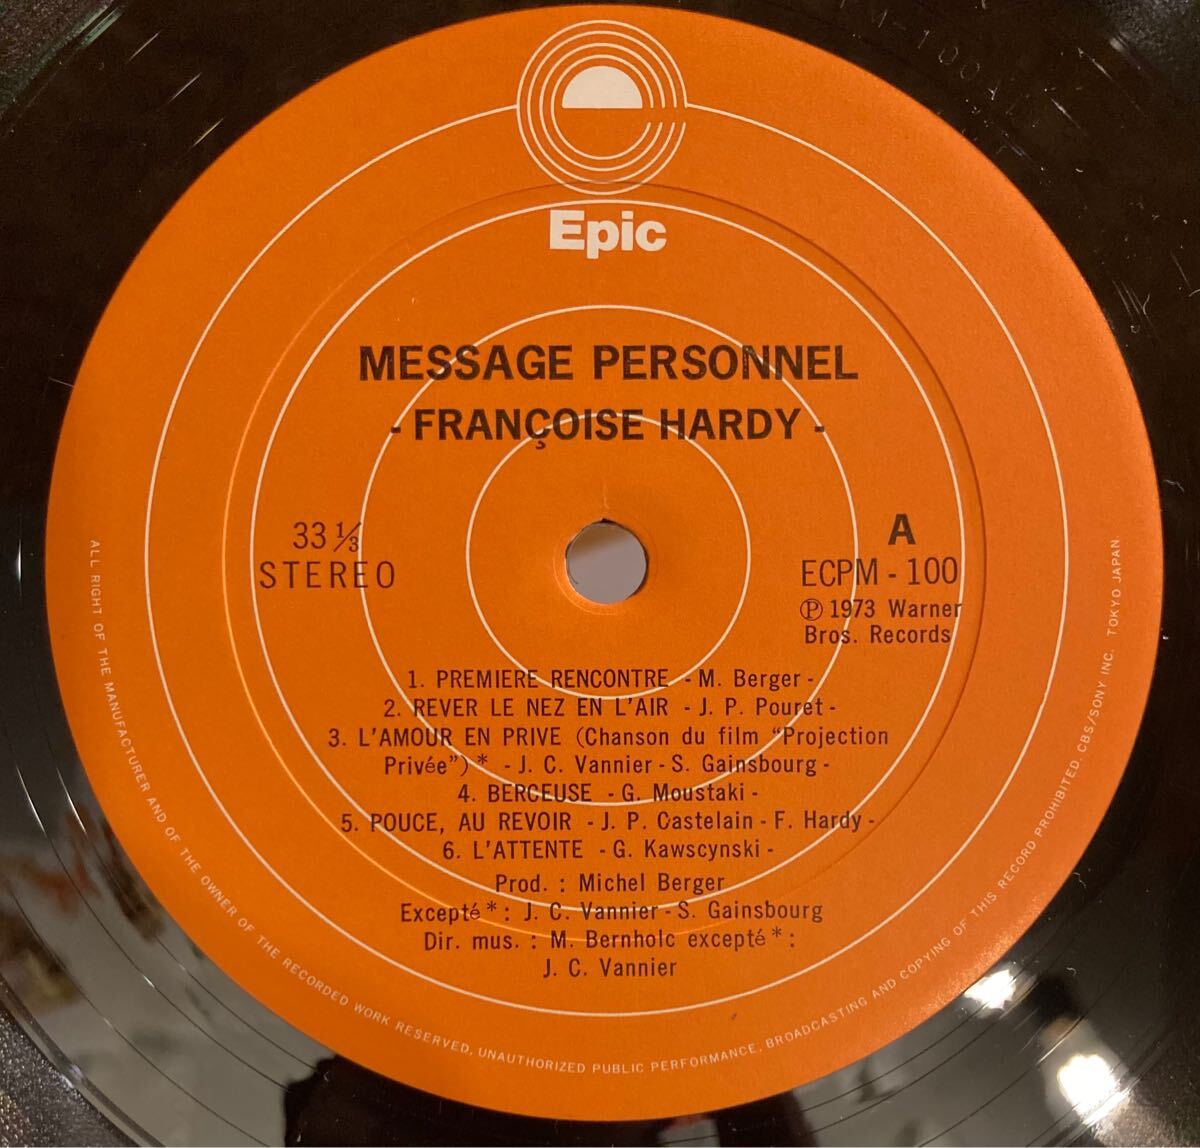 Epic
MESSAGE PERSONNEL
- FRANÇOISE HARDY -
33 ⅓
STEREO
A
ECPM - 100
Ⓟ 1973 Warner
Bros. Records
1. PREMIERE RENCONTRE - M. Berger -
2. REVER LE NEZ EN L'AIR - J. P. Pouret -
3. L'AMOUR EN PRIVE (Chanson du film “Projection
Privée”) * - J. C. Vannier - S. Gainsbourg -
4. BERCEUSE - G. Moustaki -
5. POUCE, AU REVOIR - J. P. Castelain - F. Hardy -
6. L'ATTENTE - G. Kawscynski -
Prod. : Michel Berger
Excepté * : J. C. Vannier - S. Gainsbourg
Dir. mus. : M. Bernholc excepté * :
J. C. Vannier
ALL RIGHT OF THE MANUFACTURER AND OF THE OWNER OF THE RECORDED WORK RESERVED. UNAUTHORIZED PUBLIC PERFORMANCE. BROADCASTING AND COPYING OF THIS RECORD PROHIBITED. CBS/SONY INC. TOKYO JAPAN